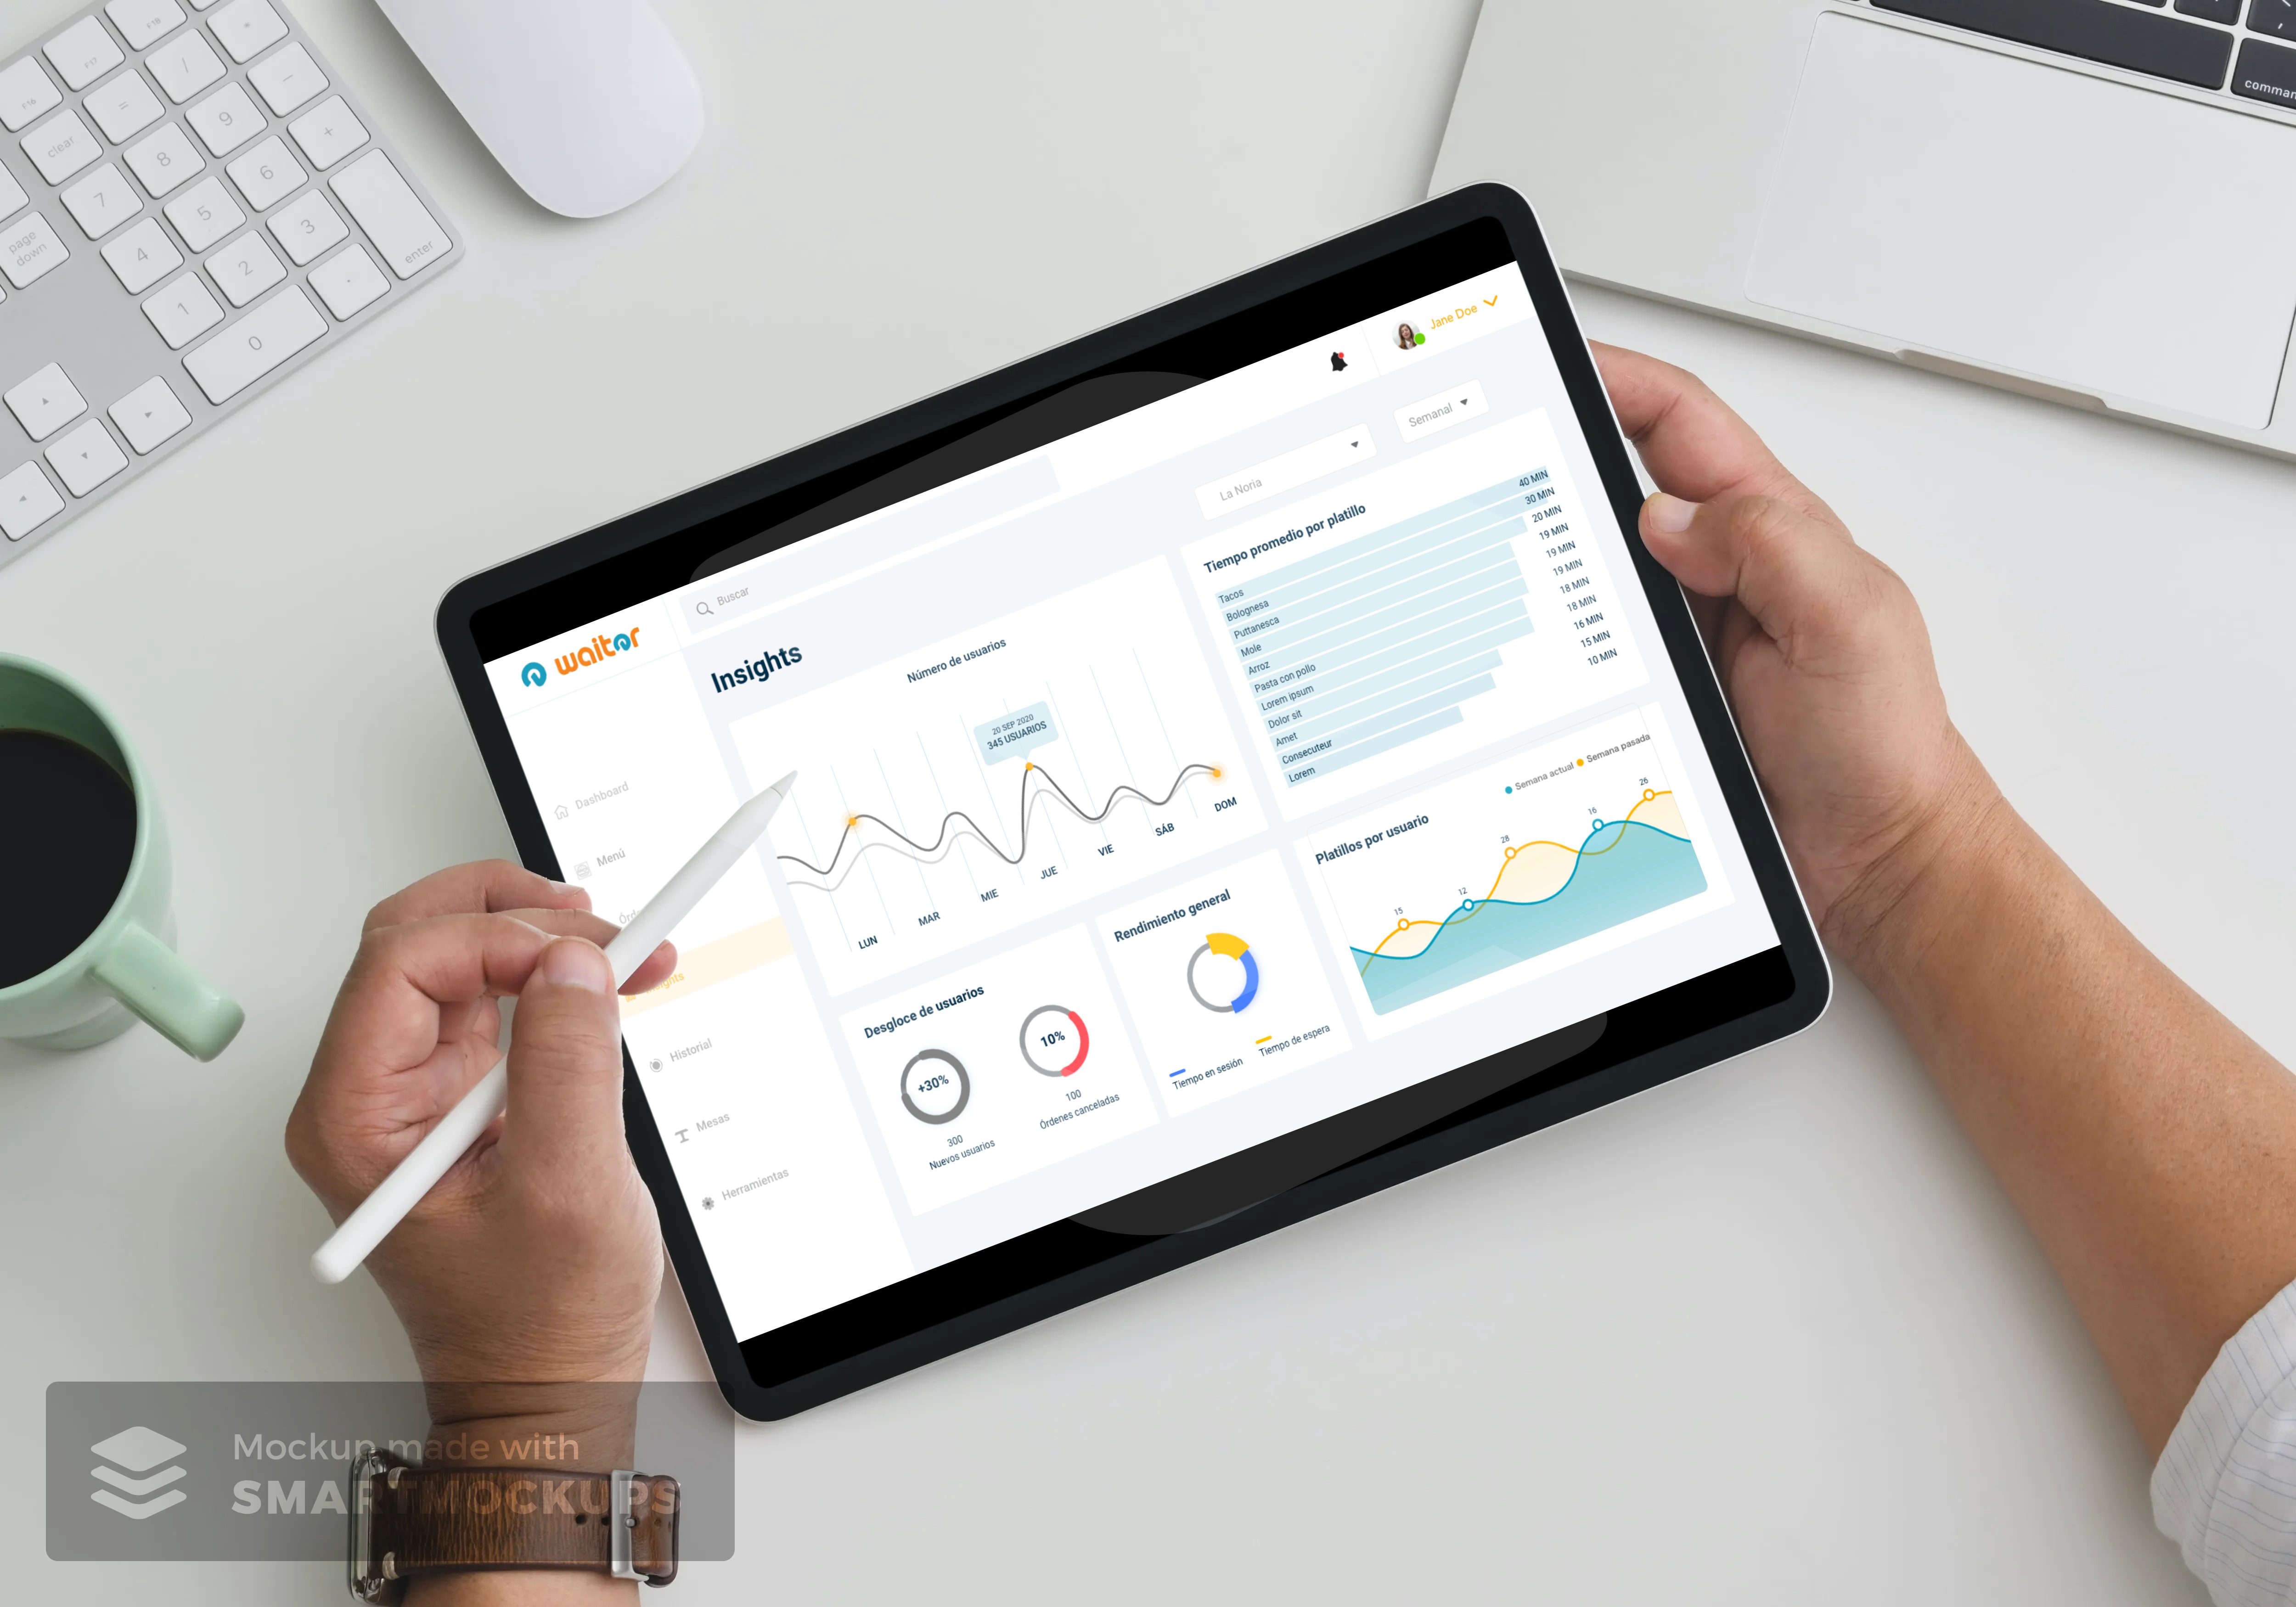 F16
F17
F18
clear
=
/
*
7
8
9
−
4
5
6
+
1
2
3
0
.
enter
page
down
command
waitor
Buscar
Jane Doe
La Noria
Semanal
Insights
Dashboard
Menú
Historial
Mesas
Herramientas
Número de usuarios
20 SEP 2020
345 USUARIOS
LUN
MAR
MIE
JUE
VIE
SÁB
DOM
Tiempo promedio por platillo
Tacos 40 MIN
Bolognesa 30 MIN
Puttanesca 20 MIN
Mole 19 MIN
Arroz 19 MIN
Pasta con pollo 19 MIN
Lorem ipsum 18 MIN
Dolor sit 18 MIN
Amet 16 MIN
Consecuteur 15 MIN
Lorem 10 MIN
Desgloce de usuarios
+30%
300
Nuevos usuarios
10%
100
Órdenes canceladas
Rendimiento general
Tiempo en sesión
Tiempo de espera
Platillos por usuario
Semana actual
Semana pasada
15
12
28
16
26
Mockup made with
SMARTMOCKUPS